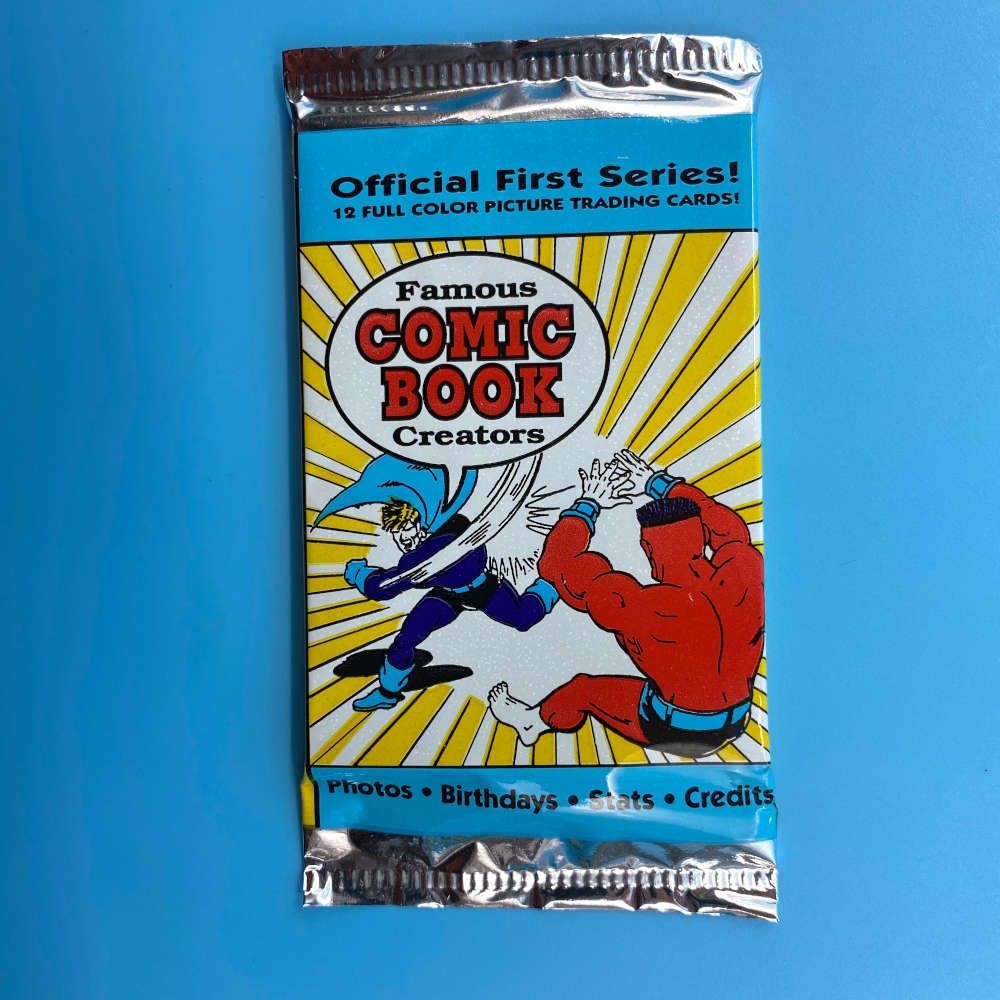 Official First Series!
12 FULL COLOR PICTURE TRADING CARDS!
Famous
COMIC
BOOK
Creators
Photos • Birthdays • Stats • Credits